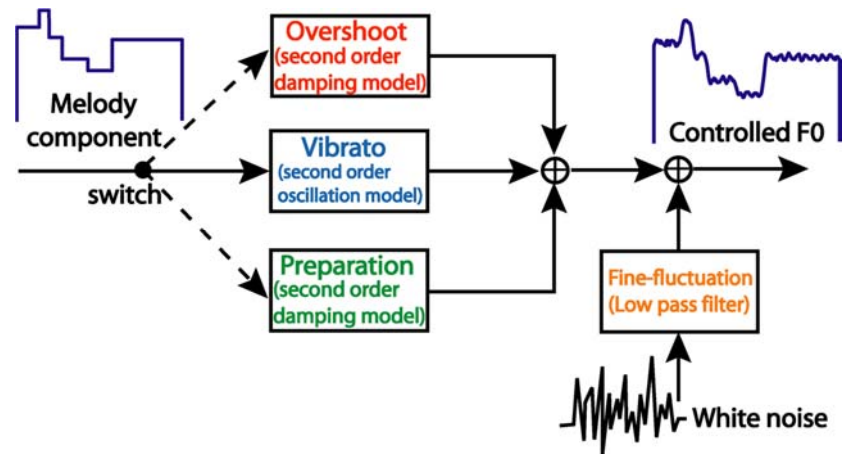 Melody
component
switch
Overshoot
(second order
damping model)
Vibrato
(second order
oscillation model)
Preparation
(second order
damping model)
Controlled F0
Fine-fluctuation
(Low pass filter)
White noise